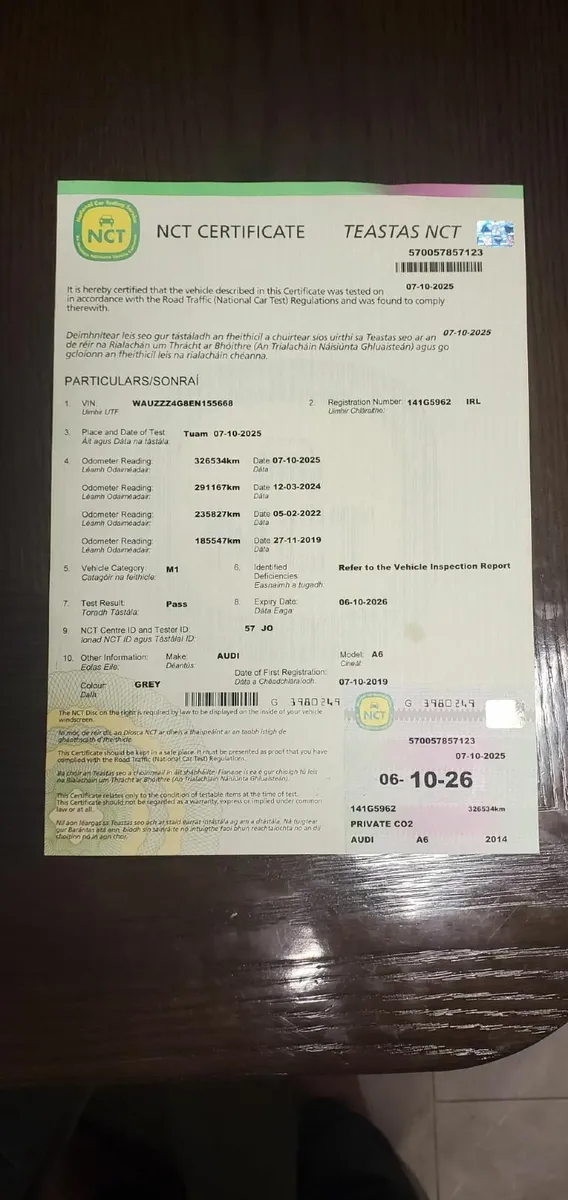 NCT
NCT CERTIFICATE TEASTAS NCT
570057857123
It is hereby certified that the vehicle described in this Certificate was tested on 07-10-2025
in accordance with the Road Traffic (National Car Test) Regulations and was found to comply
therewith.
Deimhnítear leis seo gur tástáladh an fheithicil a chuirtear síos uirthi sa Teastas seo ar an 07-10-2025
de réir na Rialachán um Thrácht ar Bhóithre (An Trialacháin Náisiúnta Ghluaisteán) agus go
gcloíonn an fheithicil leis na rialacháin chéanna.
PARTICULARS/SONRAÍ
1. VIN: WAUZZZ4G8EN155668 2. Registration Number: 141G5962 IRL
Uimhir UTF: Uimhir Chláraithe:
3. Place and Date of Test: Tuam 07-10-2025
Áit agus Dáta na tástála:
4. Odometer Reading: 326534km Date 07-10-2025
Léamh Odaiméadair: Dáta
Odometer Reading: 291167km Date 12-03-2024
Léamh Odaiméadair: Dáta
Odometer Reading: 235827km Date 05-02-2022
Léamh Odaiméadair: Dáta
Odometer Reading: 185547km Date 27-11-2019
Léamh Odaiméadair: Dáta
5. Vehicle Category: M1 6. Identified Deficiencies: Refer to the Vehicle Inspection Report
Catagóir na feithicle: Easnaimh a tugadh:
7. Test Result: Pass 8. Expiry Date: 06-10-2026
Toradh Tástála: Dáta Éaga:
9. NCT Centre ID and Tester ID: 57 JO
Ionad NCT ID agus Tástálaí ID:
10. Other Information: Make: AUDI Model: A6
Eolas Eile: Déantús: Cineál:
Date of First Registration: 07-10-2019
Dáta a Chéadchláraíodh:
Colour: GREY
Dath:
G 3980249 G 3980249
The NCT Disc on the right is required by law to be displayed on the inside of your vehicle
windscreen.
This Certificate should be kept in a safe place. It must be presented as proof that you have
complied with the Road Traffic (National Car Test) Regulations.
This Certificate relates only to the condition of testable items at the time of test.
This Certificate should not be regarded as a warranty, express or implied under common
law or at all.
NCT
570057857123
07-10-2025
06- 10-26
141G5962 326534km
PRIVATE CO2
AUDI A6 2014